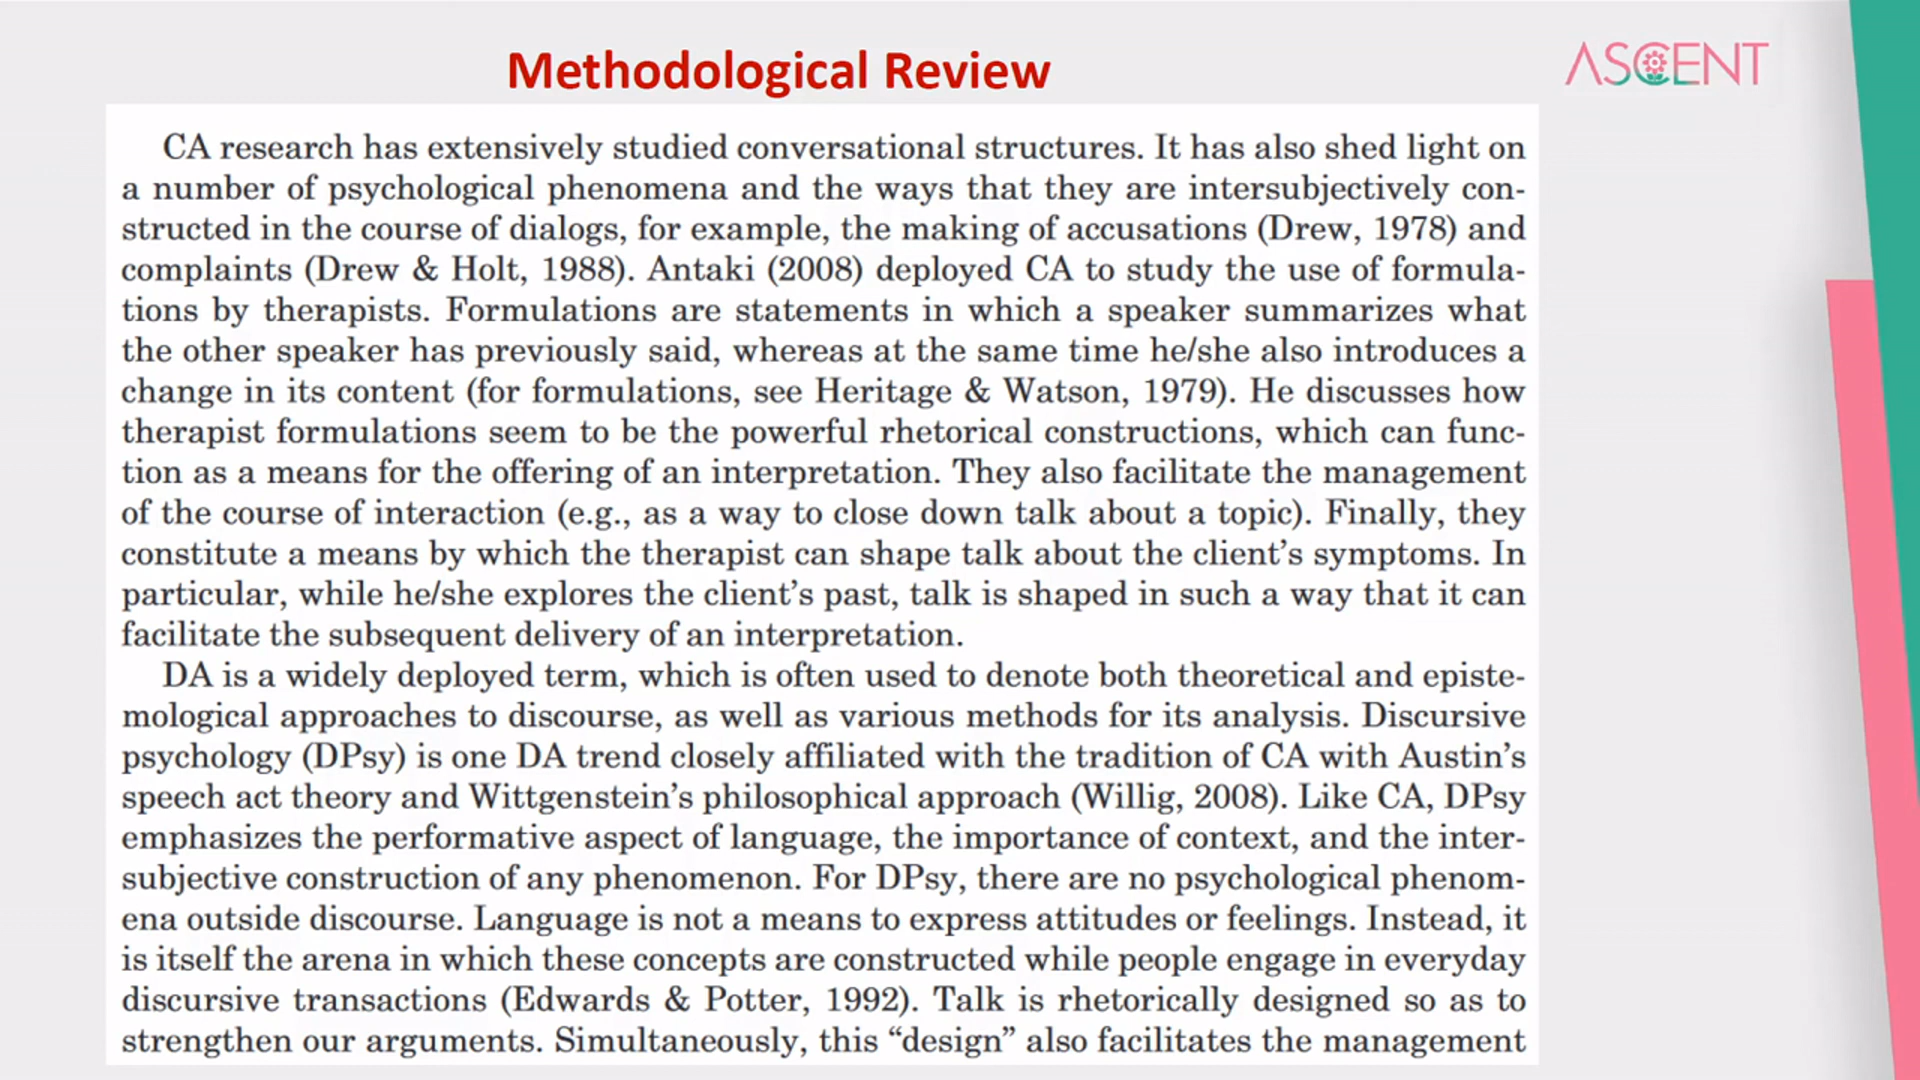 Methodological Review
ASCENT
CA research has extensively studied conversational structures. It has also shed light on
a number of psychological phenomena and the ways that they are intersubjectively con-
structed in the course of dialogs, for example, the making of accusations (Drew, 1978) and
complaints (Drew & Holt, 1988). Antaki (2008) deployed CA to study the use of formula-
tions by therapists. Formulations are statements in which a speaker summarizes what
the other speaker has previously said, whereas at the same time he/she also introduces a
change in its content (for formulations, see Heritage & Watson, 1979). He discusses how
therapist formulations seem to be the powerful rhetorical constructions, which can func-
tion as a means for the offering of an interpretation. They also facilitate the management
of the course of interaction (e.g., as a way to close down talk about a topic). Finally, they
constitute a means by which the therapist can shape talk about the client’s symptoms. In
particular, while he/she explores the client’s past, talk is shaped in such a way that it can
facilitate the subsequent delivery of an interpretation.
DA is a widely deployed term, which is often used to denote both theoretical and episte-
mological approaches to discourse, as well as various methods for its analysis. Discursive
psychology (DPsy) is one DA trend closely affiliated with the tradition of CA with Austin’s
speech act theory and Wittgenstein’s philosophical approach (Willig, 2008). Like CA, DPsy
emphasizes the performative aspect of language, the importance of context, and the inter-
subjective construction of any phenomenon. For DPsy, there are no psychological phenom-
ena outside discourse. Language is not a means to express attitudes or feelings. Instead, it
is itself the arena in which these concepts are constructed while people engage in everyday
discursive transactions (Edwards & Potter, 1992). Talk is rhetorically designed so as to
strengthen our arguments. Simultaneously, this “design” also facilitates the management